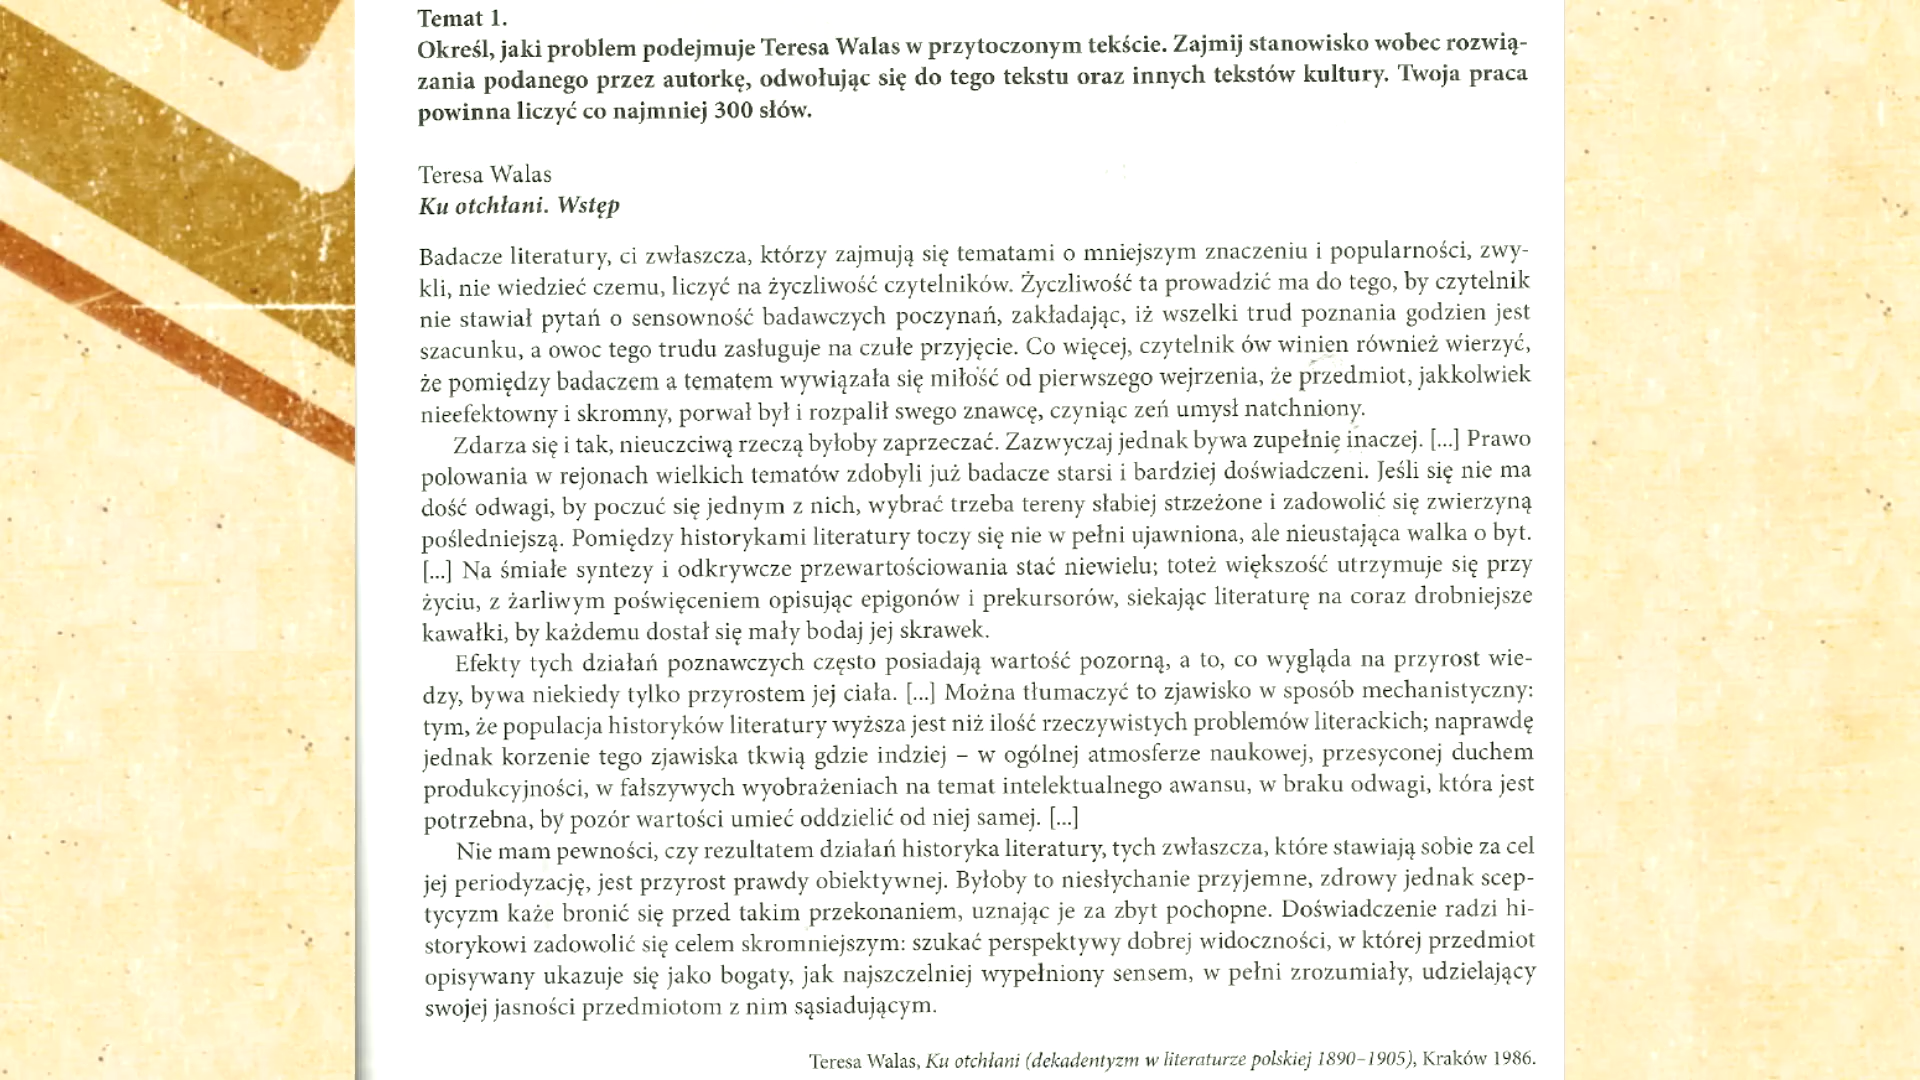 Temat 1.
Określ, jaki problem podejmuje Teresa Walas w przytoczonym tekście. Zajmij stanowisko wobec rozwią-
zania podanego przez autorkę, odwołując się do tego tekstu oraz innych tekstów kultury. Twoja praca
powinna liczyć co najmniej 300 słów.
Teresa Walas
Ku otchłani. Wstęp
Badacze literatury, ci zwłaszcza, którzy zajmują się tematami o mniejszym znaczeniu i popularności, zwy-
kli, nie wiedzieć czemu, liczyć na życzliwość czytelników. Życzliwość ta prowadzić ma do tego, by czytelnik
nie stawiał pytań o sensowność badawczych poczynań, zakładając, iż wszelki trud poznania godzien jest
szacunku, a owoc tego trudu zasługuje na czułe przyjęcie. Co więcej, czytelnik ów winien również wierzyć,
że pomiędzy badaczem a tematem wywiązała się miłość od pierwszego wejrzenia, że przedmiot, jakkolwiek
nieefektowny i skromny, porwał był i rozpalił swego znawcę, czyniąc zeń umysł natchniony.
Zdarza się i tak, nieuczciwą rzeczą byłoby zaprzeczać. Zazwyczaj jednak bywa zupełnie inaczej. [...] Prawo
polowania w rejonach wielkich tematów zdobyli już badacze starsi i bardziej doświadczeni. Jeśli się nie ma
dość odwagi, by poczuć się jednym z nich, wybrać trzeba tereny słabiej strzeżone i zadowolić się zwierzyną
pośledniejszą. Pomiędzy historykami literatury toczy się nie w pełni ujawniona, ale nieustająca walka o byt.
[...] Na śmiałe syntezy i odkrywcze przewartościowania stać niewielu; toteż większość utrzymuje się przy
życiu, z żarliwym poświęceniem opisując epigonów i prekursorów, siekając literaturę na coraz drobniejsze
kawałki, by każdemu dostał się mały bodaj jej skrawek.
Efekty tych działań poznawczych często posiadają wartość pozorną, a to, co wygląda na przyrost wie-
dzy, bywa niekiedy tylko przyrostem jej ciała. [...] Można tłumaczyć to zjawisko w sposób mechanistyczny:
tym, że populacja historyków literatury wyższa jest niż ilość rzeczywistych problemów literackich; naprawdę
jednak korzenie tego zjawiska tkwią gdzie indziej – w ogólnej atmosferze naukowej, przesyconej duchem
produkcyjności, w fałszywych wyobrażeniach na temat intelektualnego awansu, w braku odwagi, która jest
potrzebna, by pozór wartości umieć oddzielić od niej samej. [...]
Nie mam pewności, czy rezultatem działań historyka literatury, tych zwłaszcza, które stawiają sobie za cel
jej periodyzację, jest przyrost prawdy obiektywnej. Byłoby to niesłychanie przyjemne, zdrowy jednak scep-
tycyzm każe bronić się przed takim przekonaniem, uznając je za zbyt pochopne. Doświadczenie radzi hi-
storykowi zadowolić się celem skromniejszym: szukać perspektywy dobrej widoczności, w której przedmiot
opisywany ukazuje się jako bogaty, jak najszczelniej wypełniony sensem, w pełni zrozumiały, udzielający
swojej jasności przedmiotom z nim sąsiadującym.
Teresa Walas, Ku otchłani (dekadentyzm w literaturze polskiej 1890–1905), Kraków 1986.